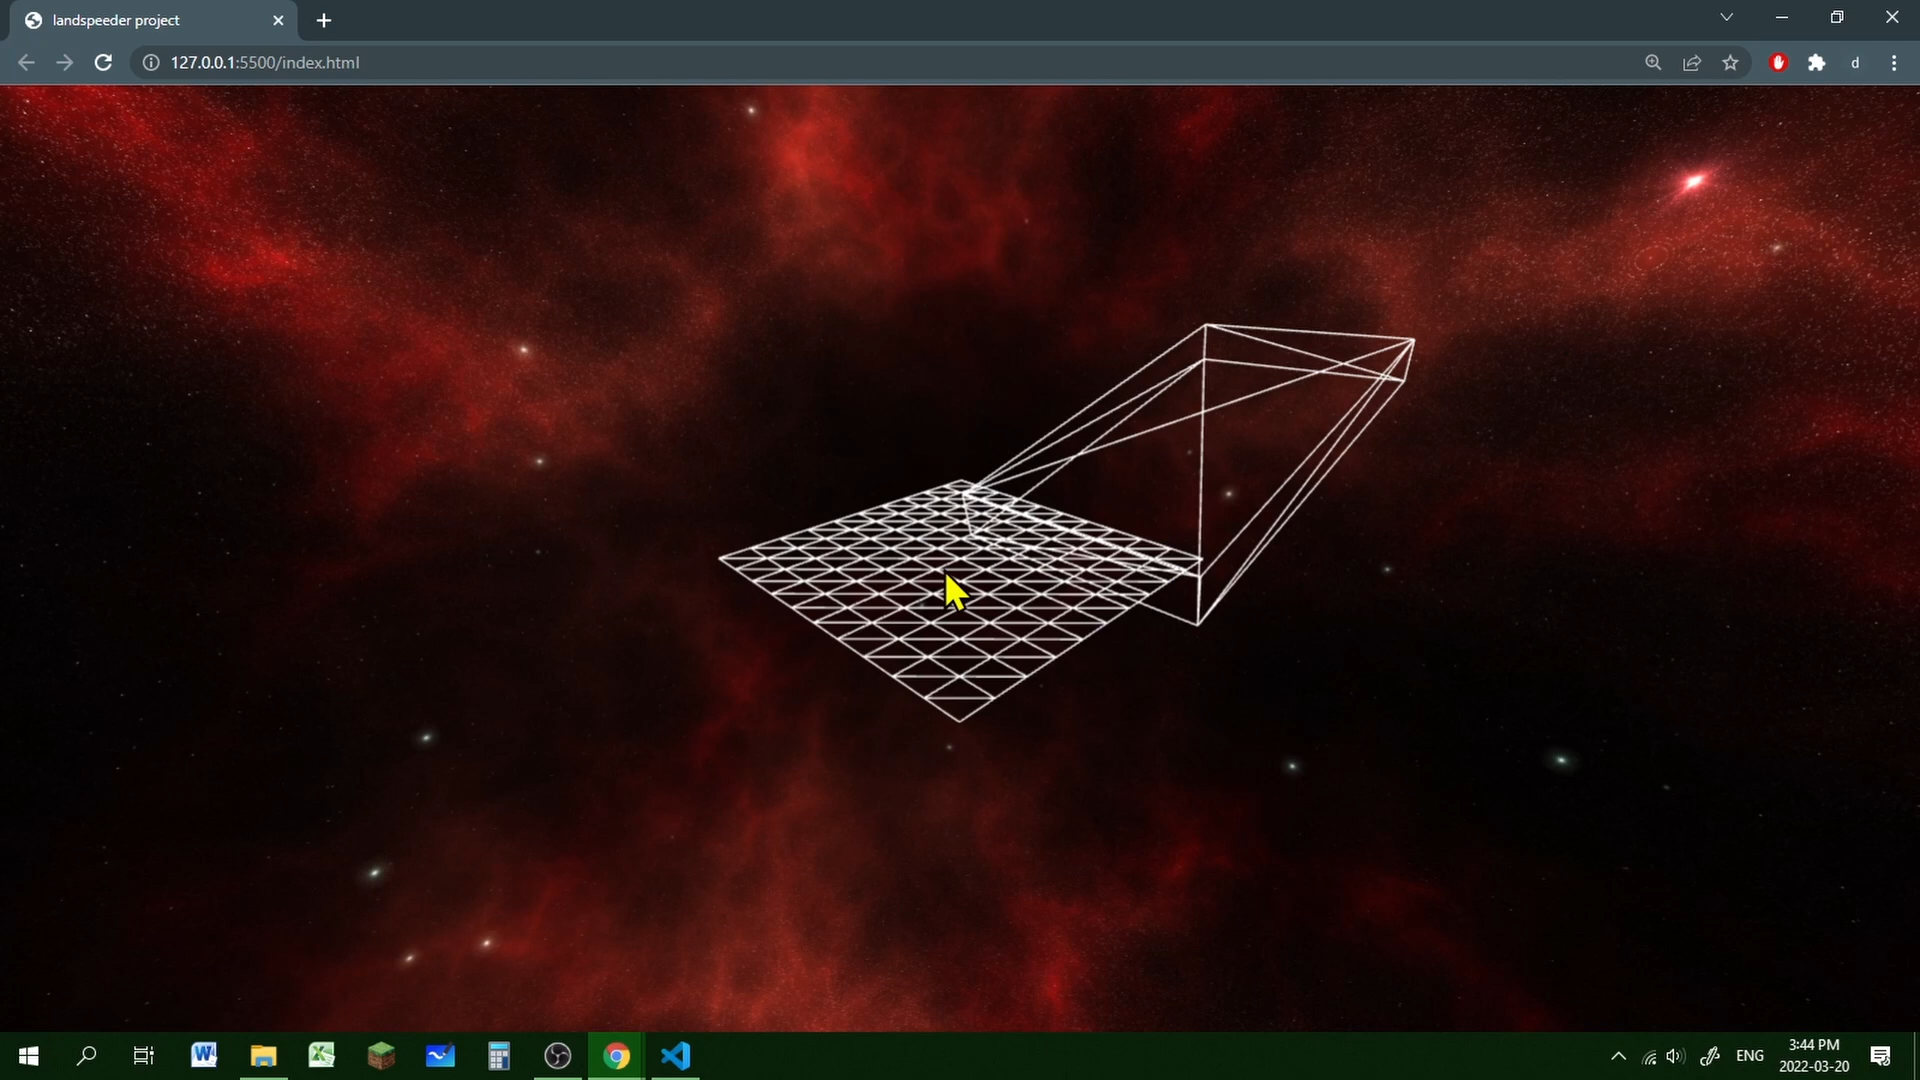 landspeeder project
127.0.0.1:5500/index.html
d
ENG
3:44 PM
2022-03-20